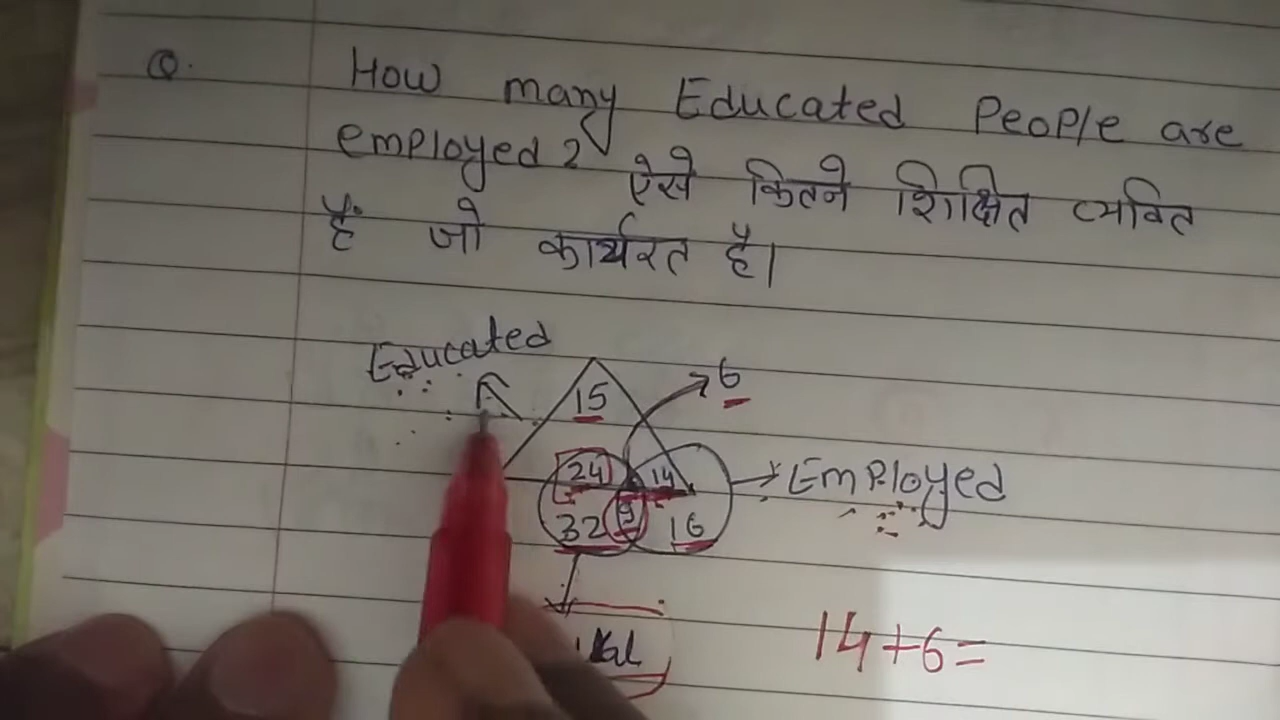 Q. How many Educated People are
employed? ऐसे कितने शिक्षित व्यक्ति
हैं जो कार्यरत है।
Educated
15
6
24 14
Employed
32 9 16
14+6=